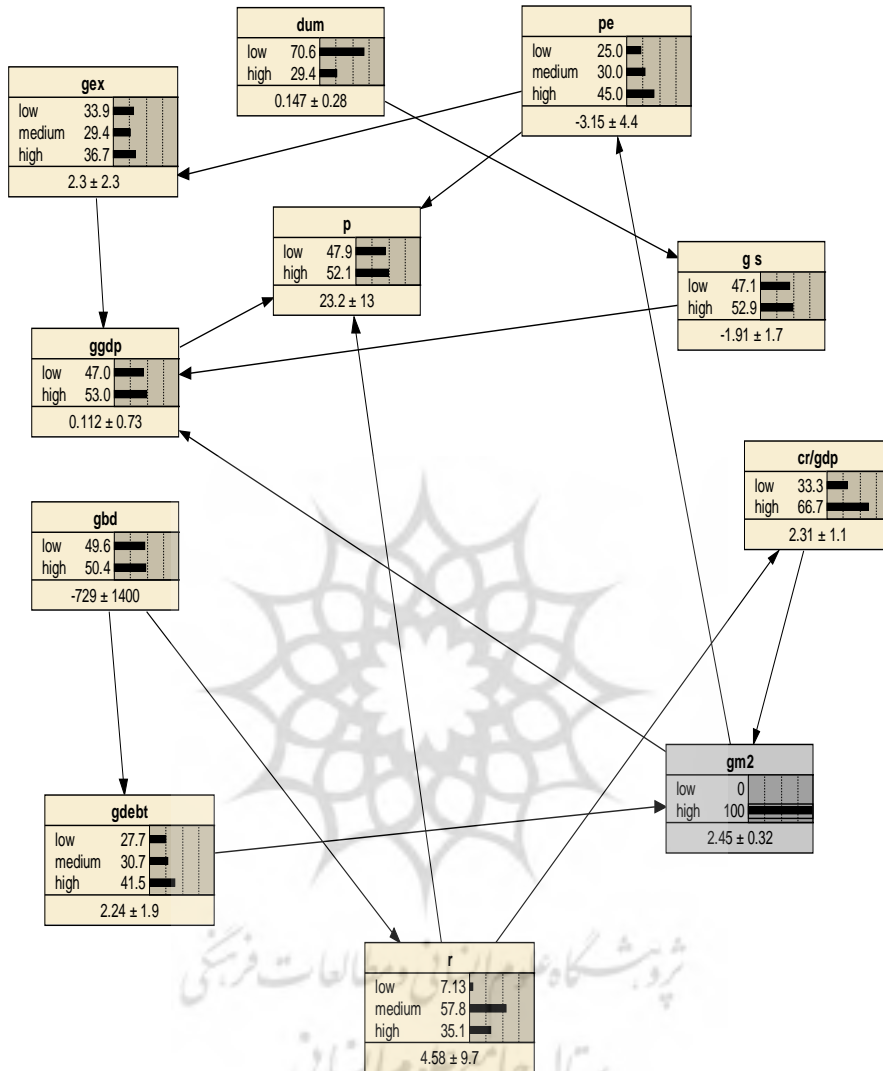 dum
low 70.6
high 29.4
0.147 ± 0.28
pe
low 25.0
medium 30.0
high 45.0
-3.15 ± 4.4
gex
low 33.9
medium 29.4
high 36.7
2.3 ± 2.3
p
low 47.9
high 52.1
23.2 ± 13
g s
low 47.1
high 52.9
-1.91 ± 1.7
ggdp
low 47.0
high 53.0
0.112 ± 0.73
cr/gdp
low 33.3
high 66.7
2.31 ± 1.1
gbd
low 49.6
high 50.4
-729 ± 1400
gm2
low 0
high 100
2.45 ± 0.32
gdebt
low 27.7
medium 30.7
high 41.5
2.24 ± 1.9
r
low 7.13
medium 57.8
high 35.1
4.58 ± 9.7
پژوهشگاه علوم انسانی و مطالعات فرهنگی